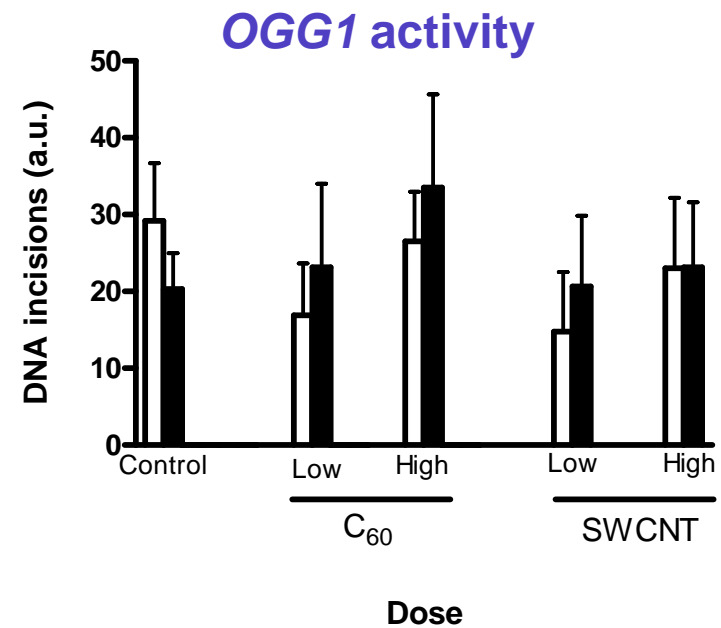 OGG1 activity
DNA incisions (a.u.)
50
40
30
20
10
0
Control
Low
High
Low
High
C60
SWCNT
Dose